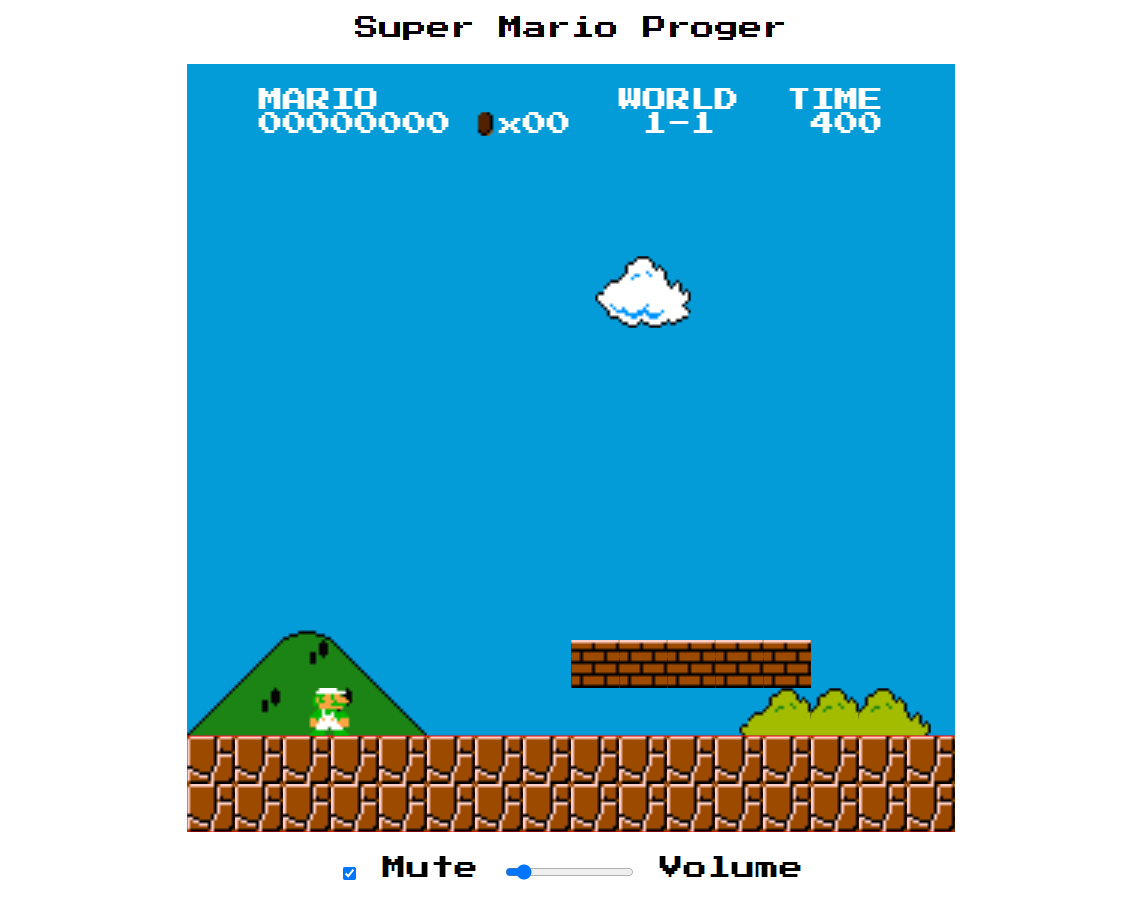 Super Mario Proger
MARIO WORLD TIME
00000000 x00 1-1 400
Mute Volume